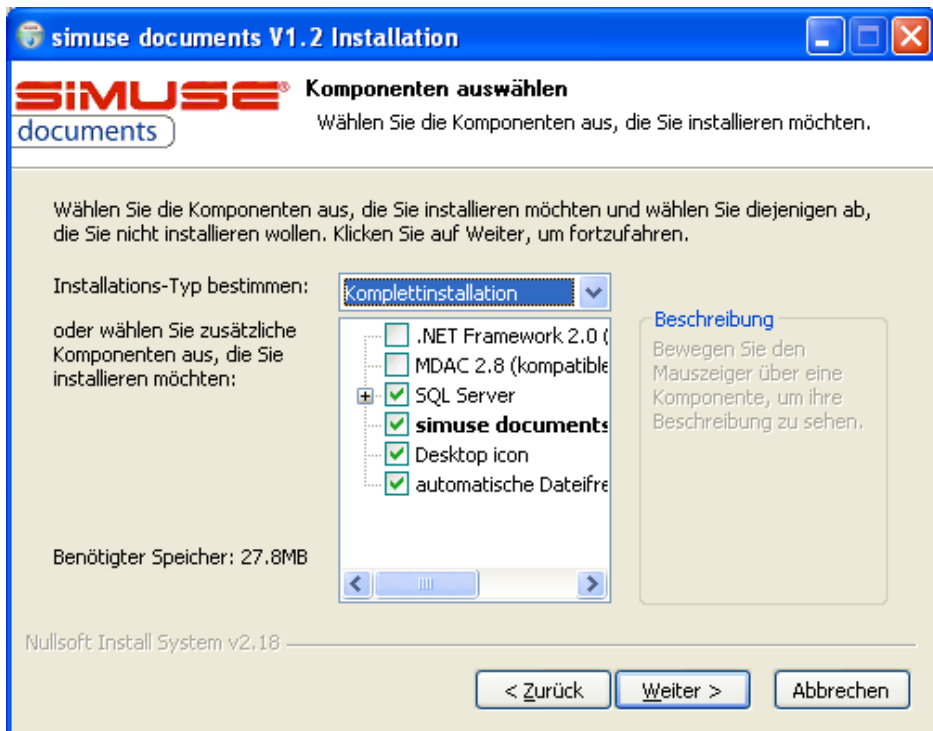 simuse documents V1.2 Installation
SiMUSE®
documents
Komponenten auswählen
Wählen Sie die Komponenten aus, die Sie installieren möchten.
Wählen Sie die Komponenten aus, die Sie installieren möchten und wählen Sie diejenigen ab,
die Sie nicht installieren wollen. Klicken Sie auf Weiter, um fortzufahren.
Installations-Typ bestimmen:
Komplettinstallation
oder wählen Sie zusätzliche
Komponenten aus, die Sie
installieren möchten:
.NET Framework 2.0 (
MDAC 2.8 (kompatible
SQL Server
simuse documents
Desktop icon
automatische Dateifre
Beschreibung
Bewegen Sie den
Mauszeiger über eine
Komponente, um ihre
Beschreibung zu sehen.
Benötigter Speicher: 27.8MB
Nullsoft Install System v2.18
< Zurück
Weiter >
Abbrechen